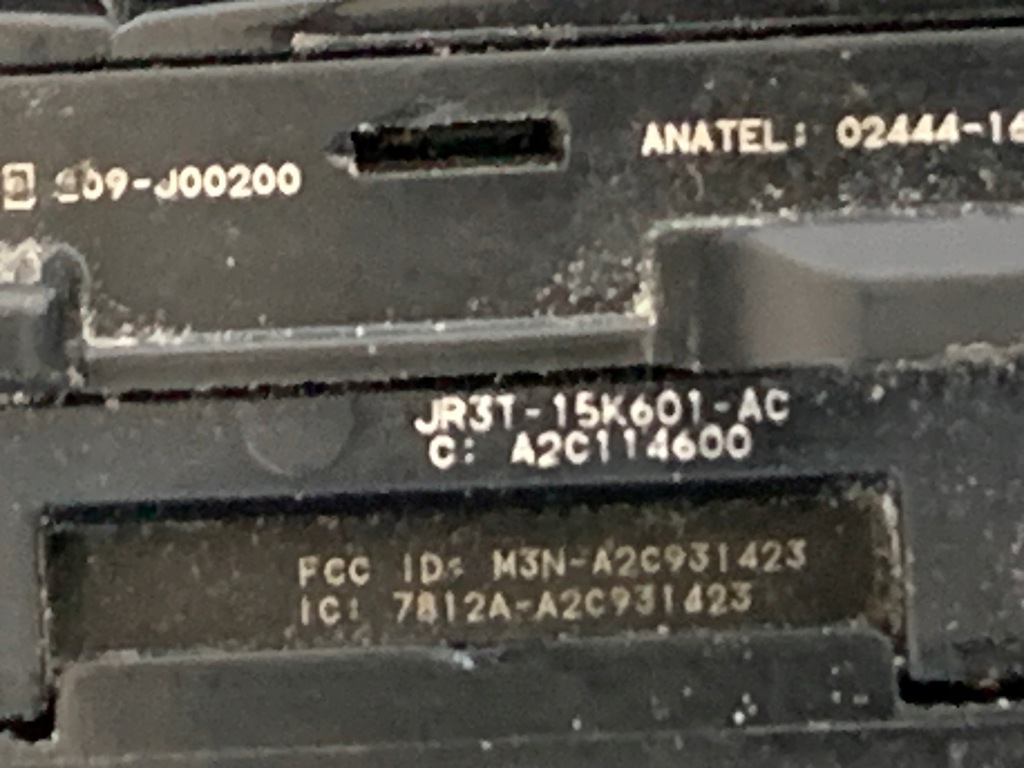 209-J00200
ANATEL: 02444-16
JR3T-15K601-AC
C: A2C114600
FCC ID: M3N-A2C931423
IC: 7812A-A2C931423